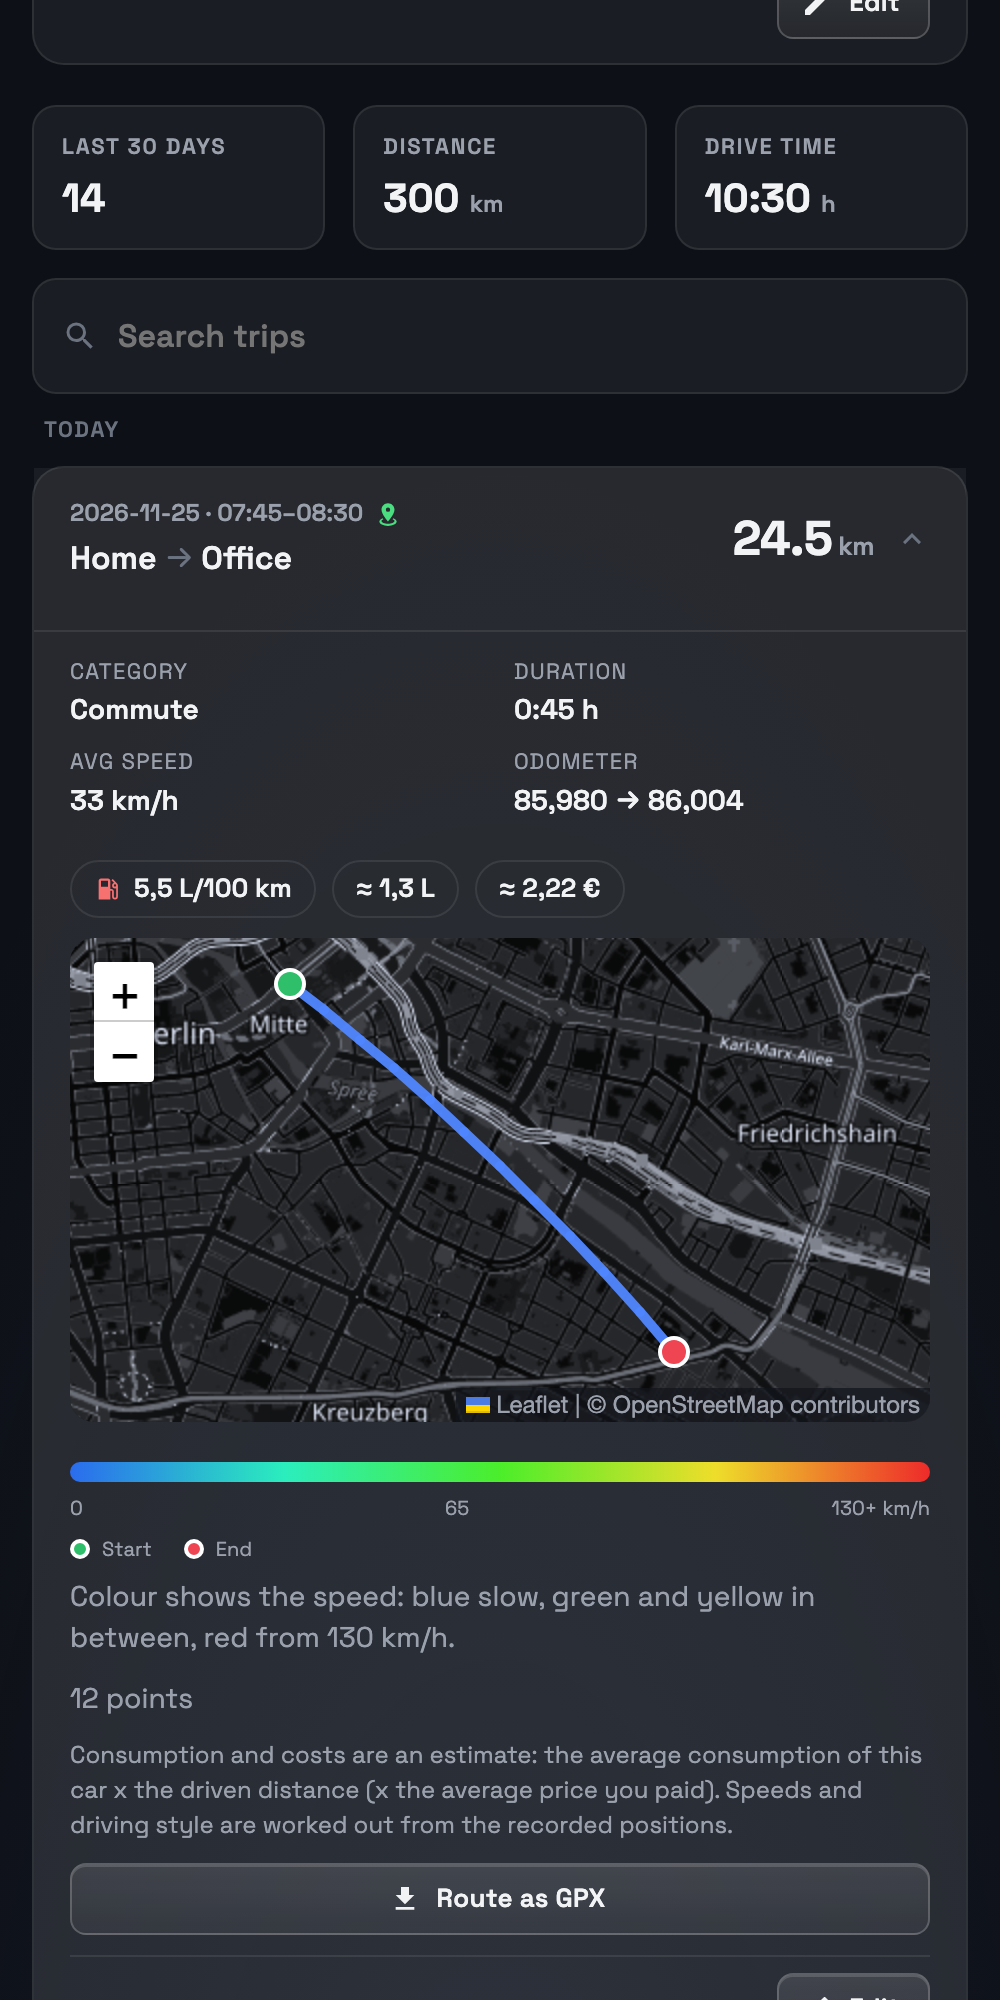 Edit
LAST 30 DAYS
14
DISTANCE
300 km
DRIVE TIME
10:30 h
Search trips
TODAY
2026-11-25 · 07:45–08:30
Home → Office
24.5 km
CATEGORY
Commute
DURATION
0:45 h
AVG SPEED
33 km/h
ODOMETER
85,980 → 86,004
5,5 L/100 km
≈ 1,3 L
≈ 2,22 €
+
−
erlin
Mitte
Spree
Karl-Marx-Allee
Friedrichshain
Kreuzberg
Leaflet | © OpenStreetMap contributors
0
65
130+ km/h
Start
End
Colour shows the speed: blue slow, green and yellow in
between, red from 130 km/h.
12 points
Consumption and costs are an estimate: the average consumption of this
car x the driven distance (x the average price you paid). Speeds and
driving style are worked out from the recorded positions.
Route as GPX
Edit